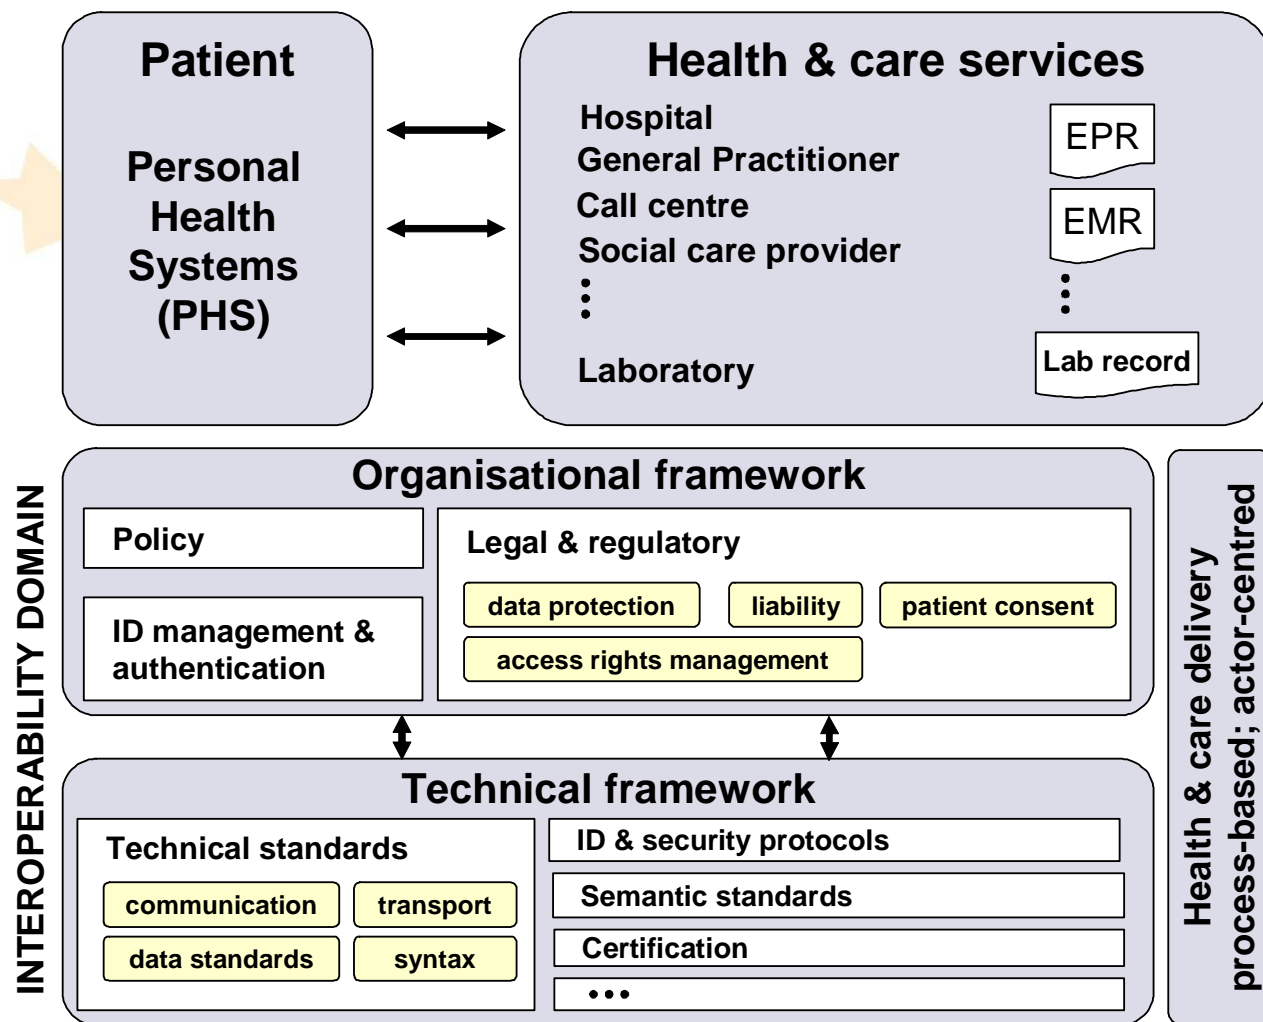 Patient
Personal
Health
Systems
(PHS)
Health & care services
Hospital
General Practitioner
Call centre
Social care provider
Laboratory
EPR
EMR
Lab record
INTEROPERABILITY DOMAIN
Organisational framework
Policy
ID management &
authentication
Legal & regulatory
data protection
liability
patient consent
access rights management
Technical framework
Technical standards
communication
transport
data standards
syntax
ID & security protocols
Semantic standards
Certification
•••
Health & care delivery
process-based; actor-centred